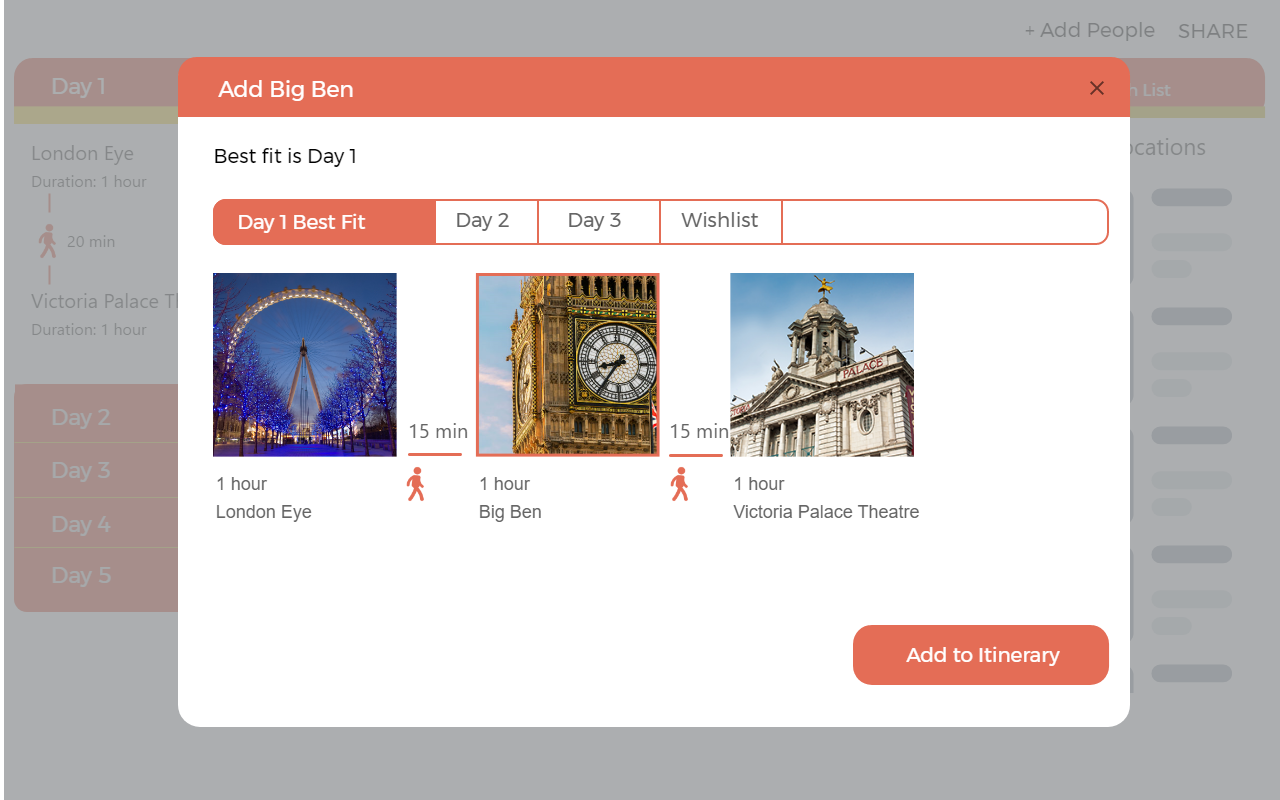 + Add People SHARE
Day 1
Add Big Ben
n List
Best fit is Day 1
ocations
London Eye
Duration: 1 hour
20 min
Victoria Palace Th
Duration: 1 hour
Day 2
Day 3
Day 4
Day 5
Day 1 Best Fit Day 2 Day 3 Wishlist
PALACE
15 min 15 min
1 hour 1 hour 1 hour
London Eye Big Ben Victoria Palace Theatre
Add to Itinerary